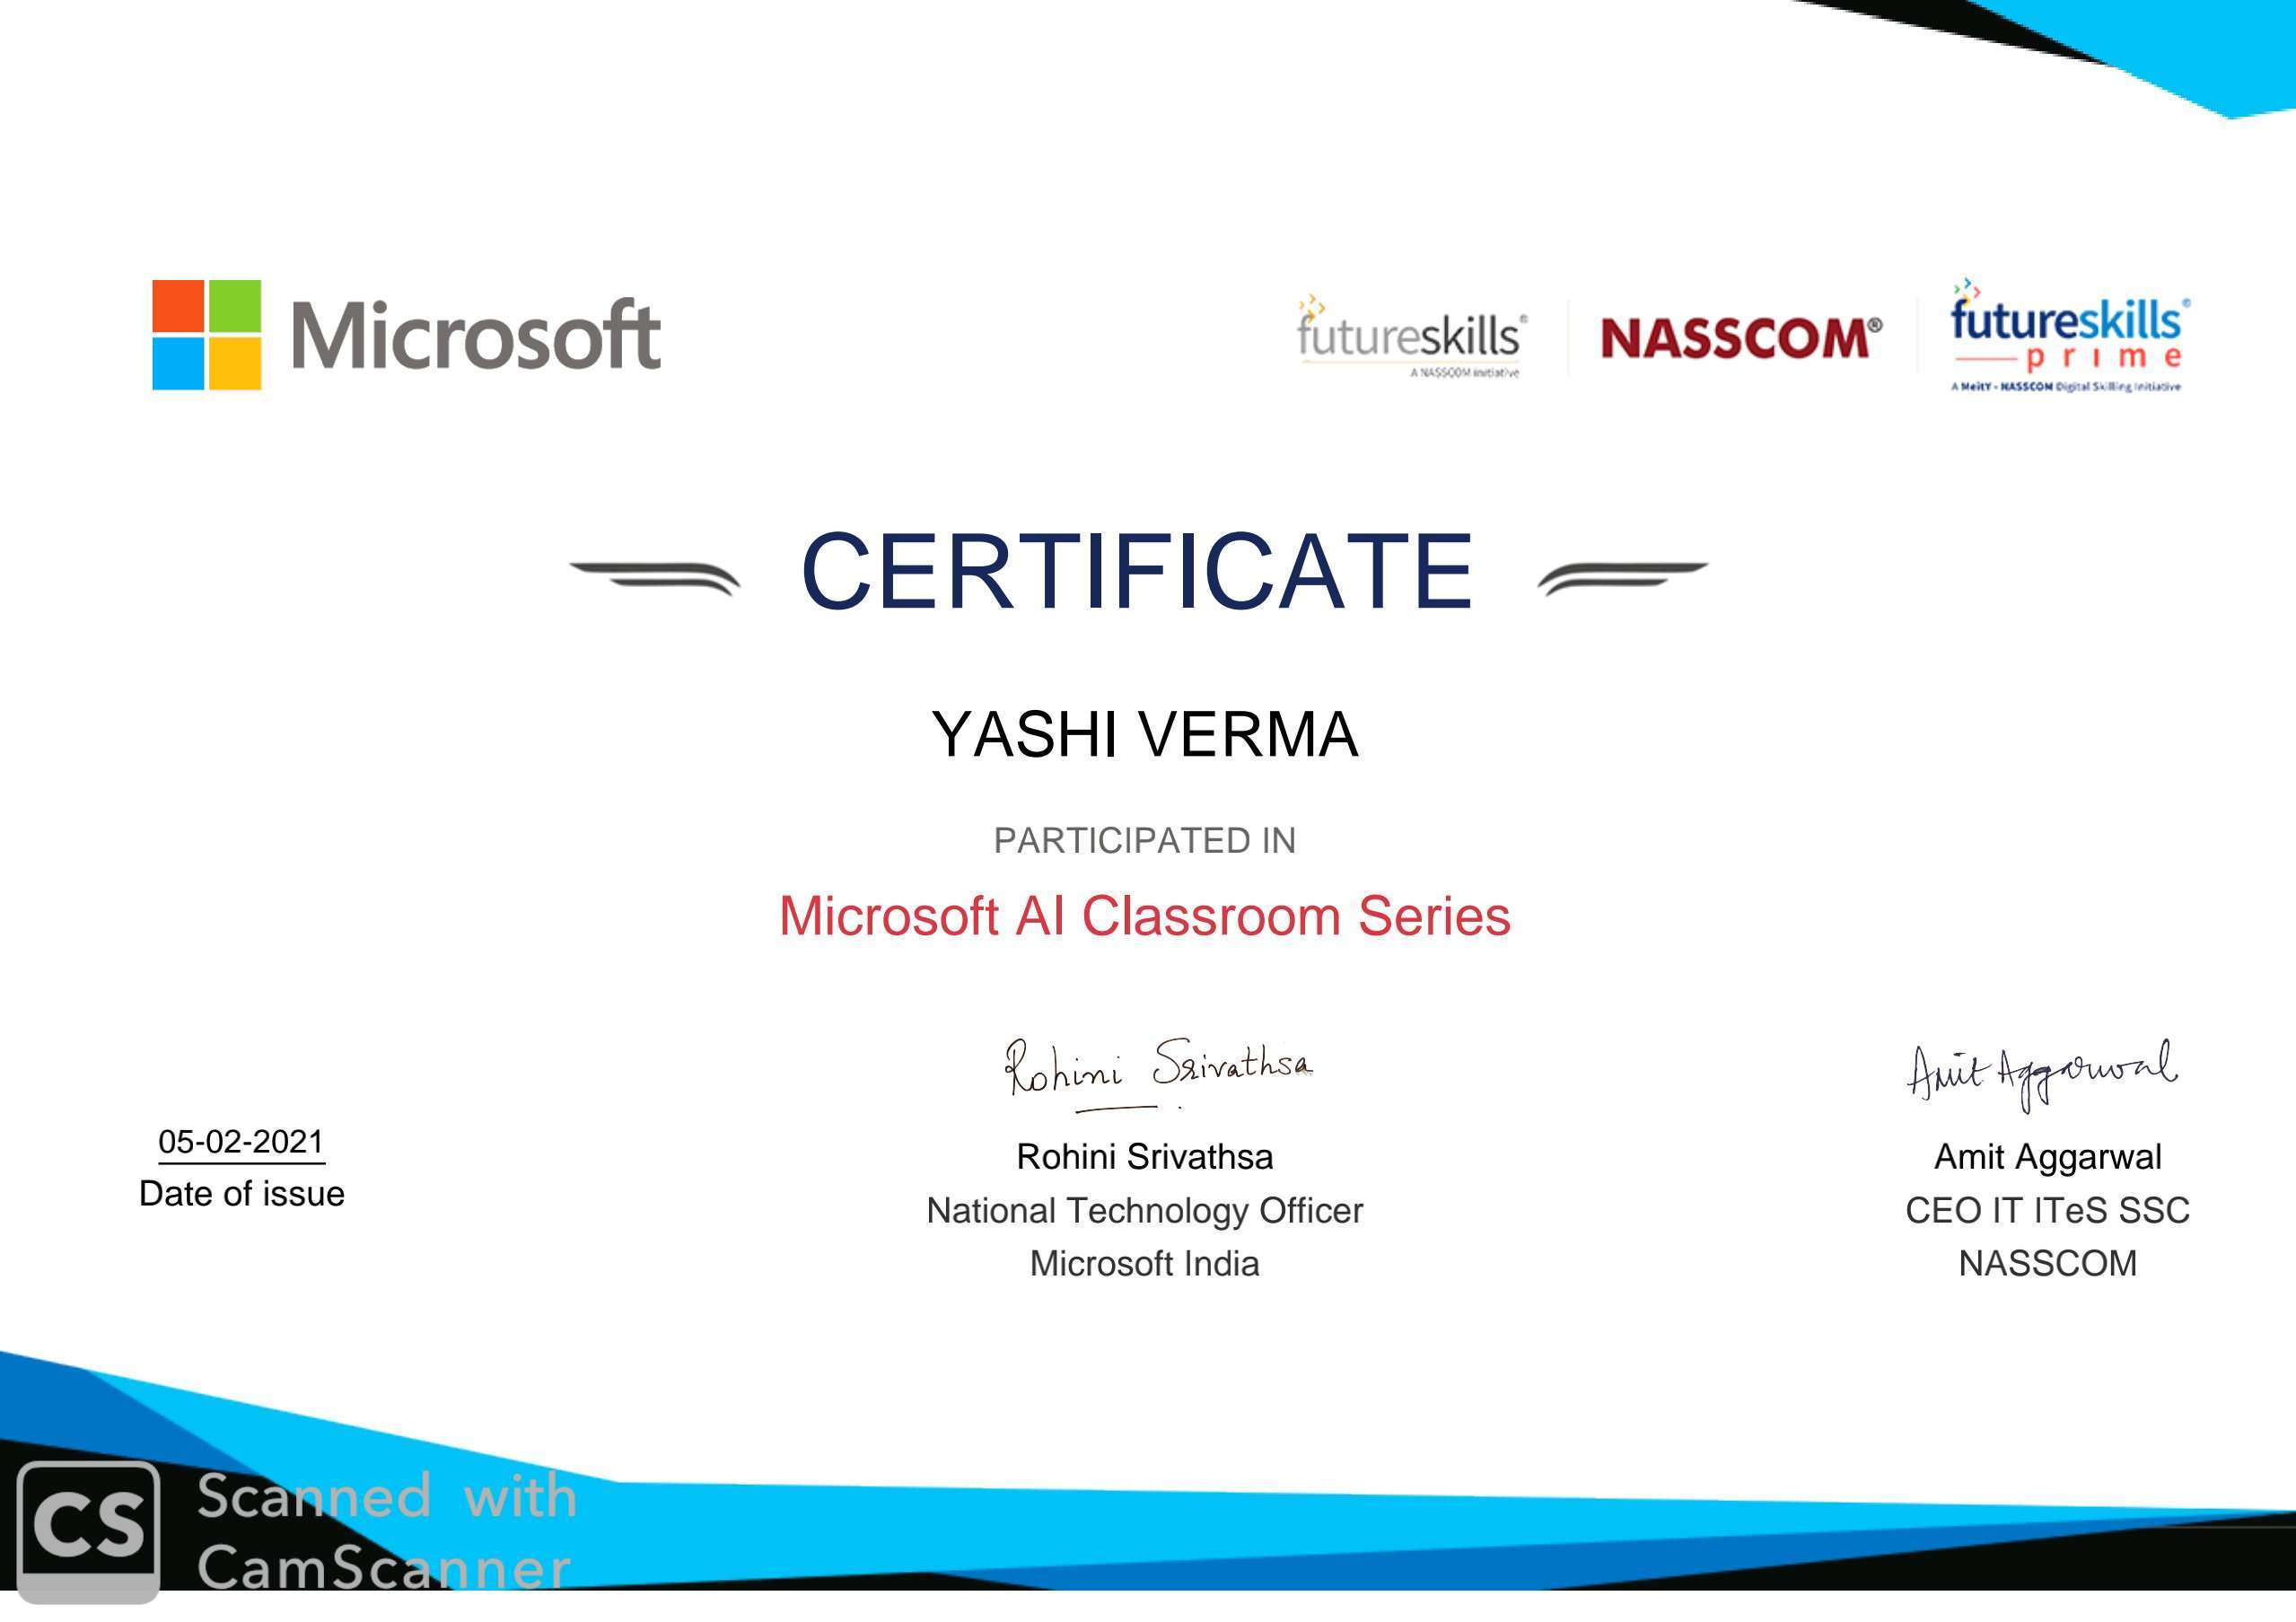 Microsoft
futureskills®
A NASSCOM Initiative
NASSCOM®
futureskills®
prime
A MeitY - NASSCOM Digital Skilling Initiative
CERTIFICATE
YASHI VERMA
PARTICIPATED IN
Microsoft AI Classroom Series
Rohini Srivathsa
Amit Aggarwal
05-02-2021
Date of issue
Rohini Srivathsa
National Technology Officer
Microsoft India
Amit Aggarwal
CEO IT ITeS SSC
NASSCOM
CS
Scanned with
CamScanner